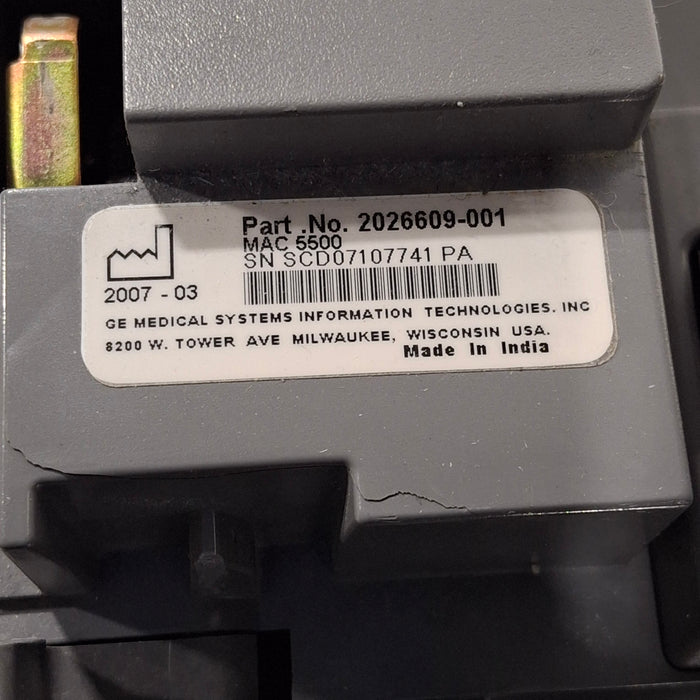 Part .No. 2026609-001
MAC 5500
SN SCD07107741 PA
2007 - 03
GE MEDICAL SYSTEMS INFORMATION TECHNOLOGIES. INC
8200 W. TOWER AVE MILWAUKEE, WISCONSIN USA.
Made In India